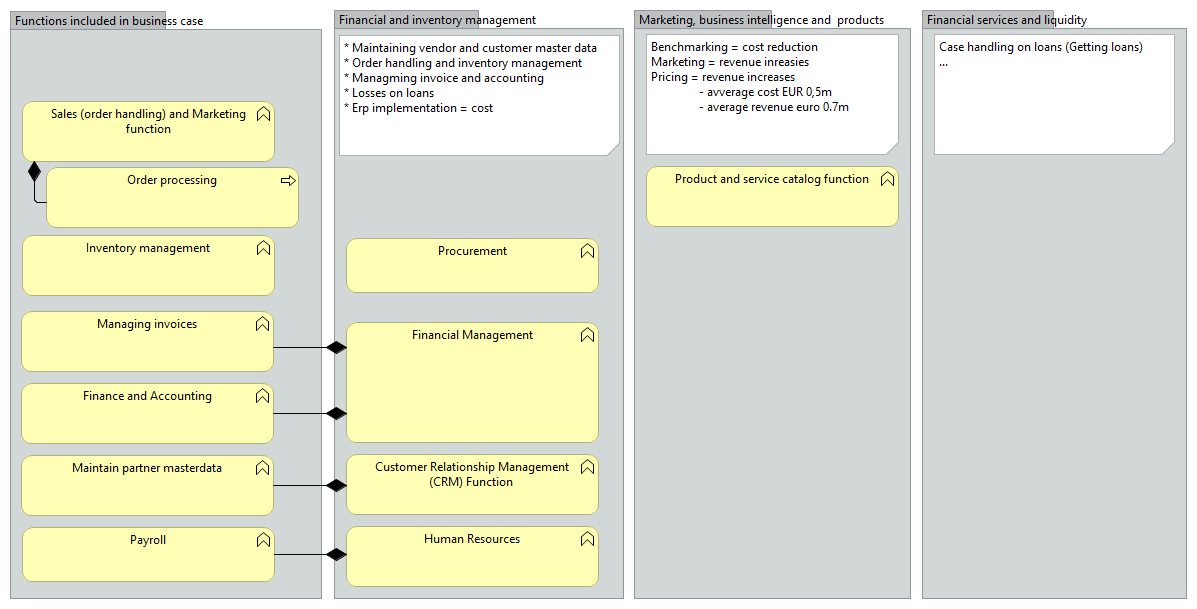 Functions included in business case
Sales (order handling) and Marketing
function
Order processing
Inventory management
Managing invoices
Finance and Accounting
Maintain partner masterdata
Payroll
Financial and inventory management
* Maintaining vendor and customer master data
* Order handling and inventory management
* Managming invoice and accounting
* Losses on loans
* Erp implementation = cost
Procurement
Financial Management
Customer Relationship Management
(CRM) Function
Human Resources
Marketing, business intelligence and  products
Benchmarking = cost reduction
Marketing = revenue inreasies
Pricing = revenue increases
- avverage cost EUR 0,5m
- average revenue euro 0.7m
Product and service catalog function
Financial services and liquidity
Case handling on loans (Getting loans)
...